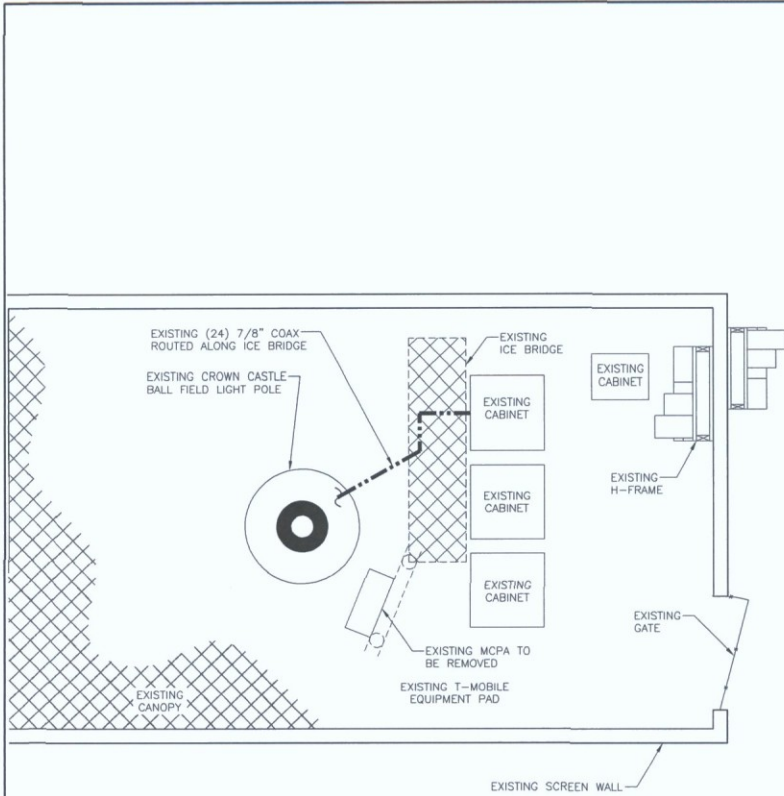 EXISTING (24) 7/8" COAX
ROUTED ALONG ICE BRIDGE
EXISTING CROWN CASTLE
BALL FIELD LIGHT POLE
EXISTING
ICE BRIDGE
EXISTING
CABINET
EXISTING
CABINET
EXISTING
H-FRAME
EXISTING
CABINET
EXISTING
CABINET
EXISTING
GATE
EXISTING MCPA TO
BE REMOVED
EXISTING T-MOBILE
EQUIPMENT PAD
EXISTING
CANOPY
EXISTING SCREEN WALL